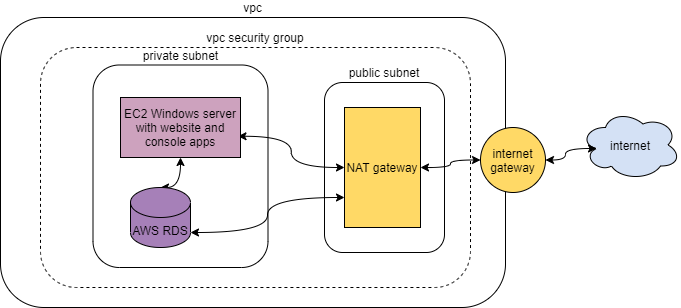 vpc
vpc security group
private subnet
public subnet
EC2 Windows server
with website and
console apps
NAT gateway
internet
gateway
internet
AWS RDS